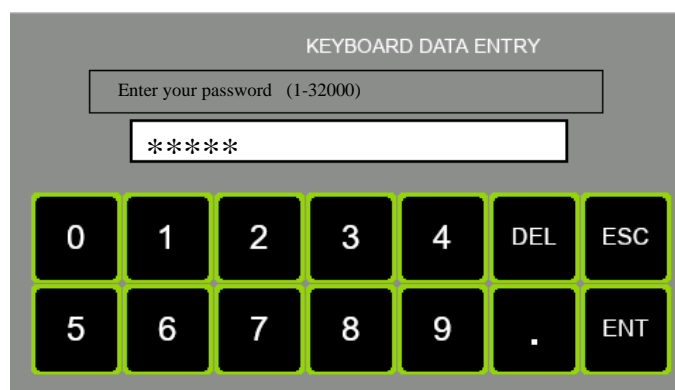 KEYBOARD DATA ENTRY
Enter your password (1-32000)
*****
0 1 2 3 4 DEL ESC
5 6 7 8 9 . ENT